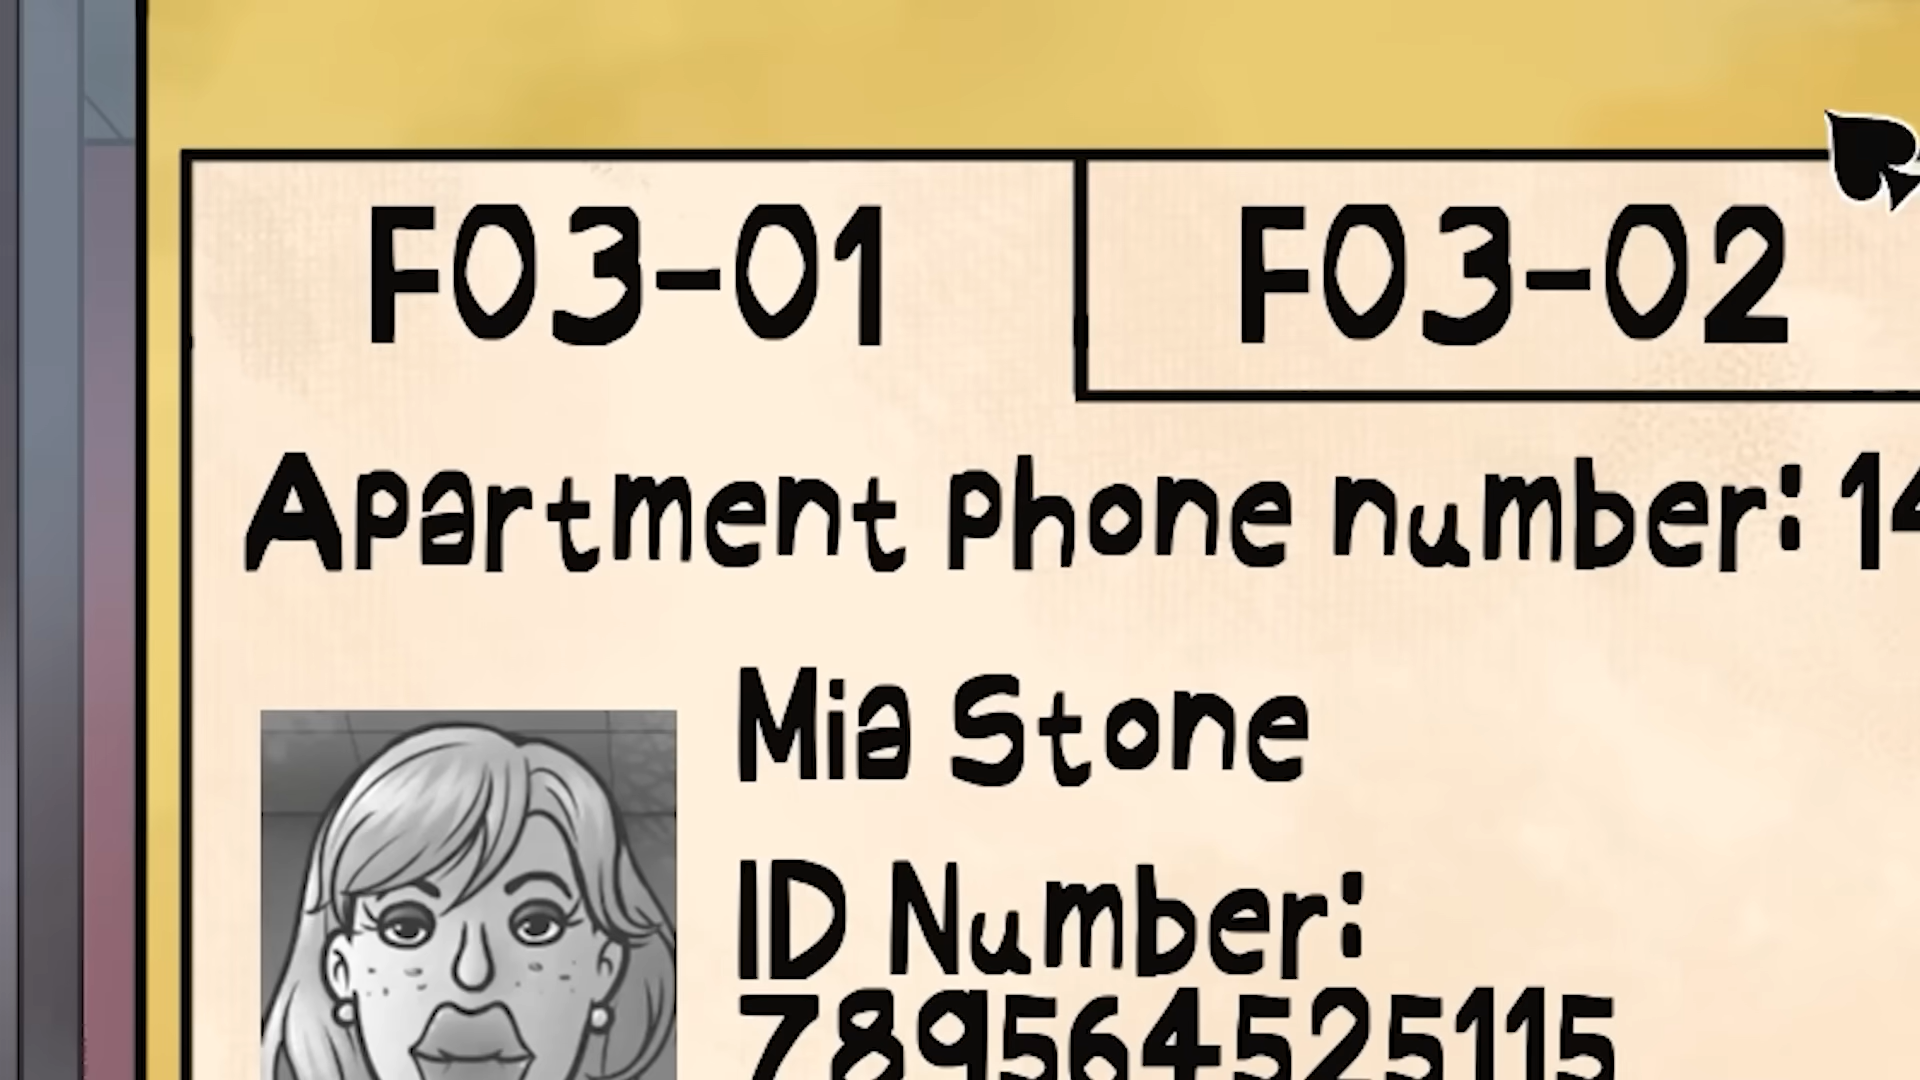 F03-01 F03-02
Apartment phone number: 14
Mia Stone
ID Number:
789564525115